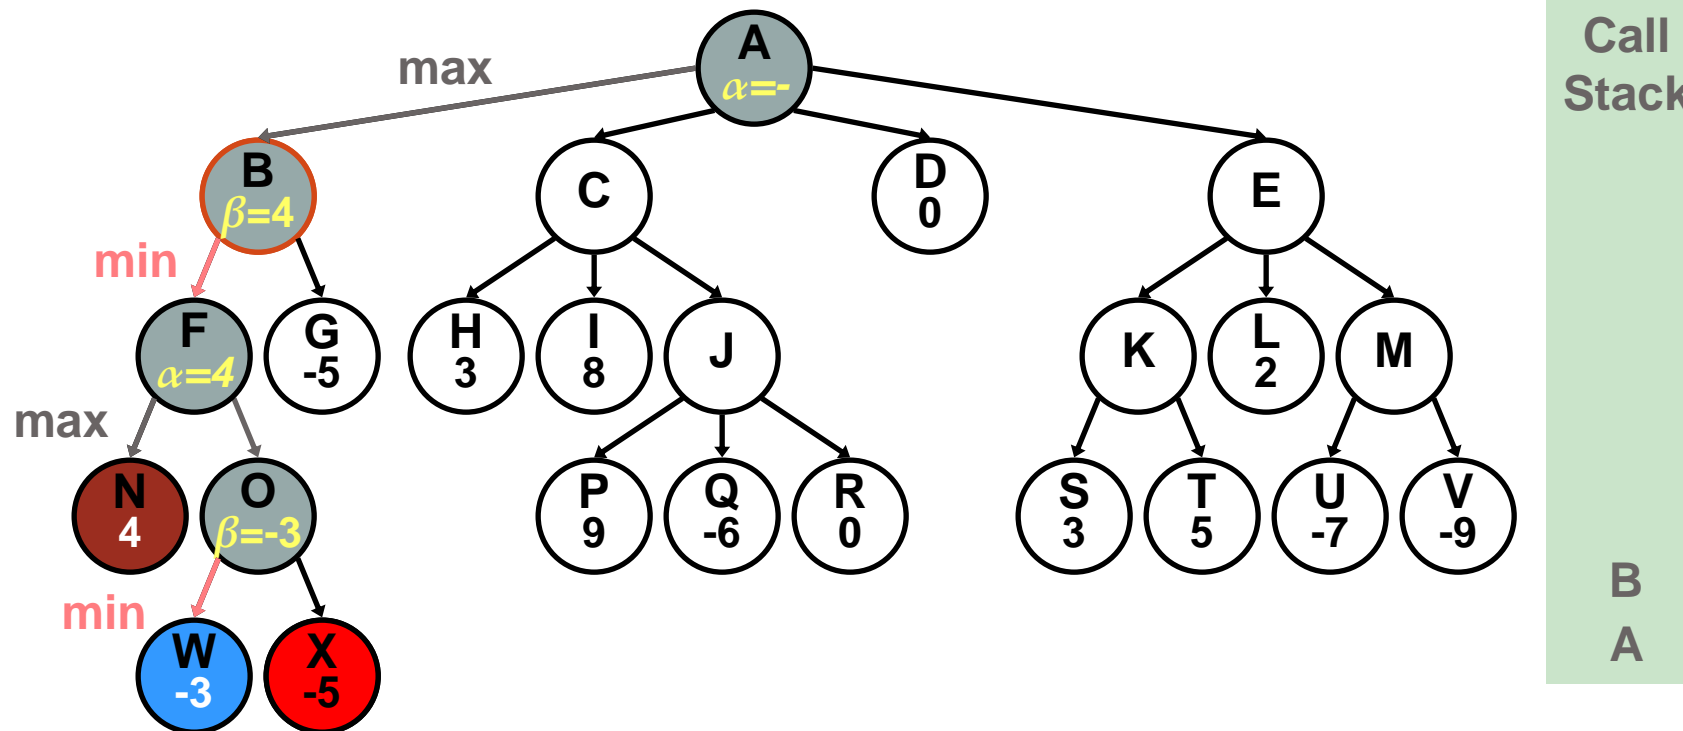 A
α=-
Call
Stack
max
B
β=4
C
D
0
E
min
F
α=4
G
-5
H
3
I
8
J
K
L
2
M
max
N
4
O
β=-3
P
9
Q
-6
R
0
S
3
T
5
U
-7
V
-9
B
A
min
W
-3
X
-5